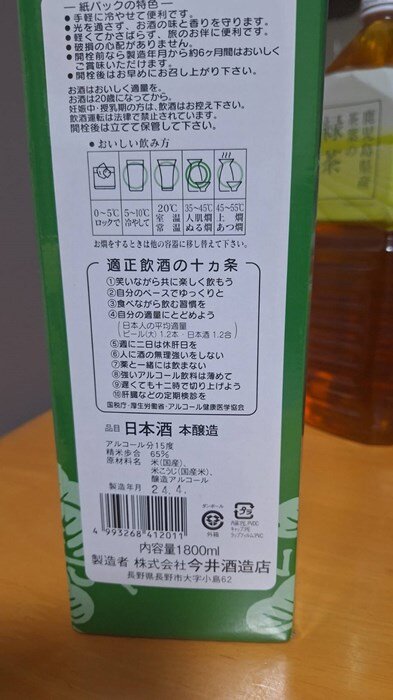 ―紙パックの特色―
●手軽に冷やせて便利です。
●光を通さず、お酒の味と香りを守ります。
●軽くてかさばらず、旅のお伴に便利です。
●破損の心配がありません。
●開栓前なら製造年月から約6ヶ月間はおいしく
ご賞味いただけます。
●開栓後はお早めにお召し上がり下さい。
お酒はおいしく適量を。
お酒は20歳になってから。
妊娠中・授乳期の方は、飲酒はお控え下さい。
飲酒運転は法律で禁止されています。
開栓後は立てて保管して下さい。
●おいしい飲み方
0～5℃
ロックで
5～10℃
冷やして
20℃
室温
常温
35～45℃
人肌燗
ぬる燗
45～55℃
上燗
あつ燗
お燗をするときは他の容器に移し替えて下さい。
適正飲酒の十ヵ条
①笑いながら共に楽しく飲もう
②自分のペースでゆっくりと
③食べながら飲む習慣を
④自分の適量にとどめよう
日本人の平均適量
ビール(大)1.2本・日本酒1.2合
⑤週に二日は休肝日を
⑥人に酒の無理強いをしない
⑦薬と一緒には飲まない
⑧強いアルコール飲料は薄めて
⑨遅くても十二時で切り上げよう
⑩肝臓などの定期検診を
国税庁・厚生労働省・アルコール健康医学協会
品目 日本酒 本醸造
アルコール分15度
精米歩合 65%
原材料名 米(国産)、
米こうじ(国産米)、
醸造アルコール
製造年月 24.4.
4 993268 412011
ダンボール
外箱
内容量1800ml
製造者 株式会社今井酒造店
長野県長野市大字小島62
鹿児島県産
茶葉の
緑茶